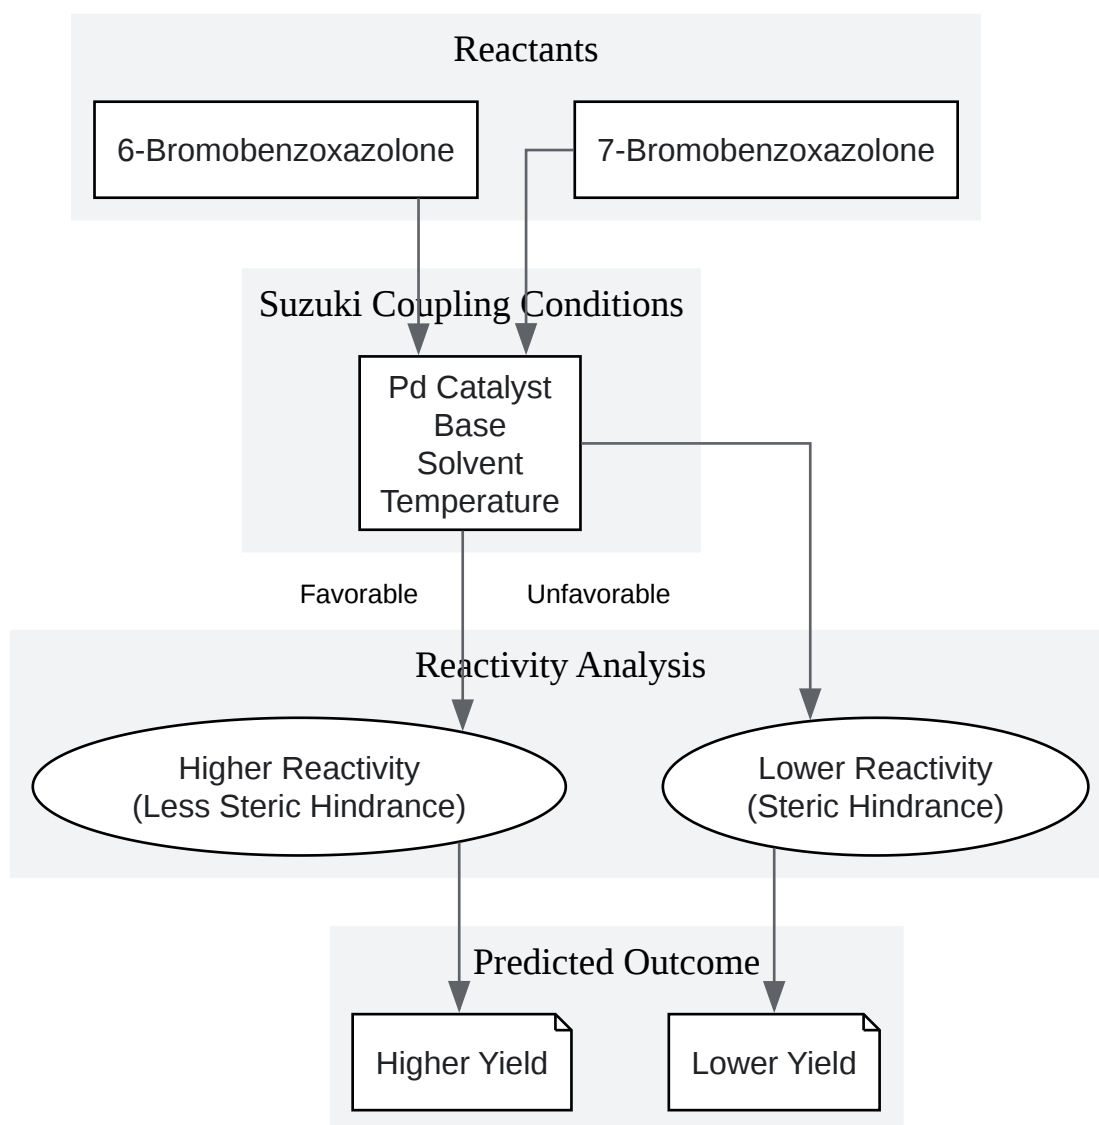 Reactants
6-Bromobenzoxazolone
7-Bromobenzoxazolone
Suzuki Coupling Conditions
Pd Catalyst
Base
Solvent
Temperature
Favorable
Unfavorable
Reactivity Analysis
Higher Reactivity
(Less Steric Hindrance)
Lower Reactivity
(Steric Hindrance)
Predicted Outcome
Higher Yield
Lower Yield